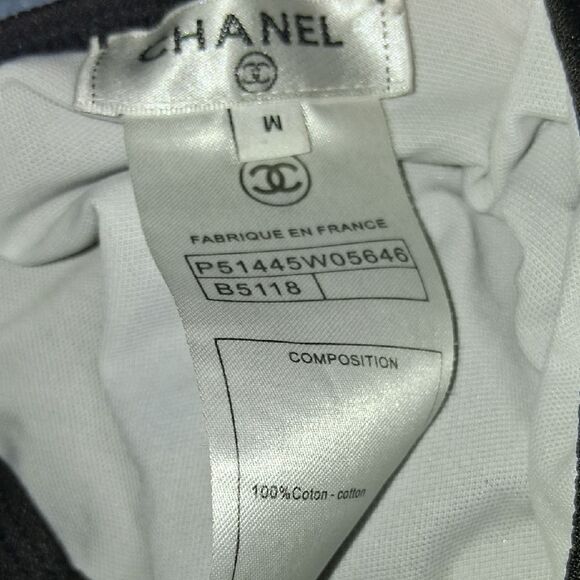 CHANEL
M
FABRIQUE EN FRANCE
P51445W05646
B5118
COMPOSITION
100%Coton - cotton